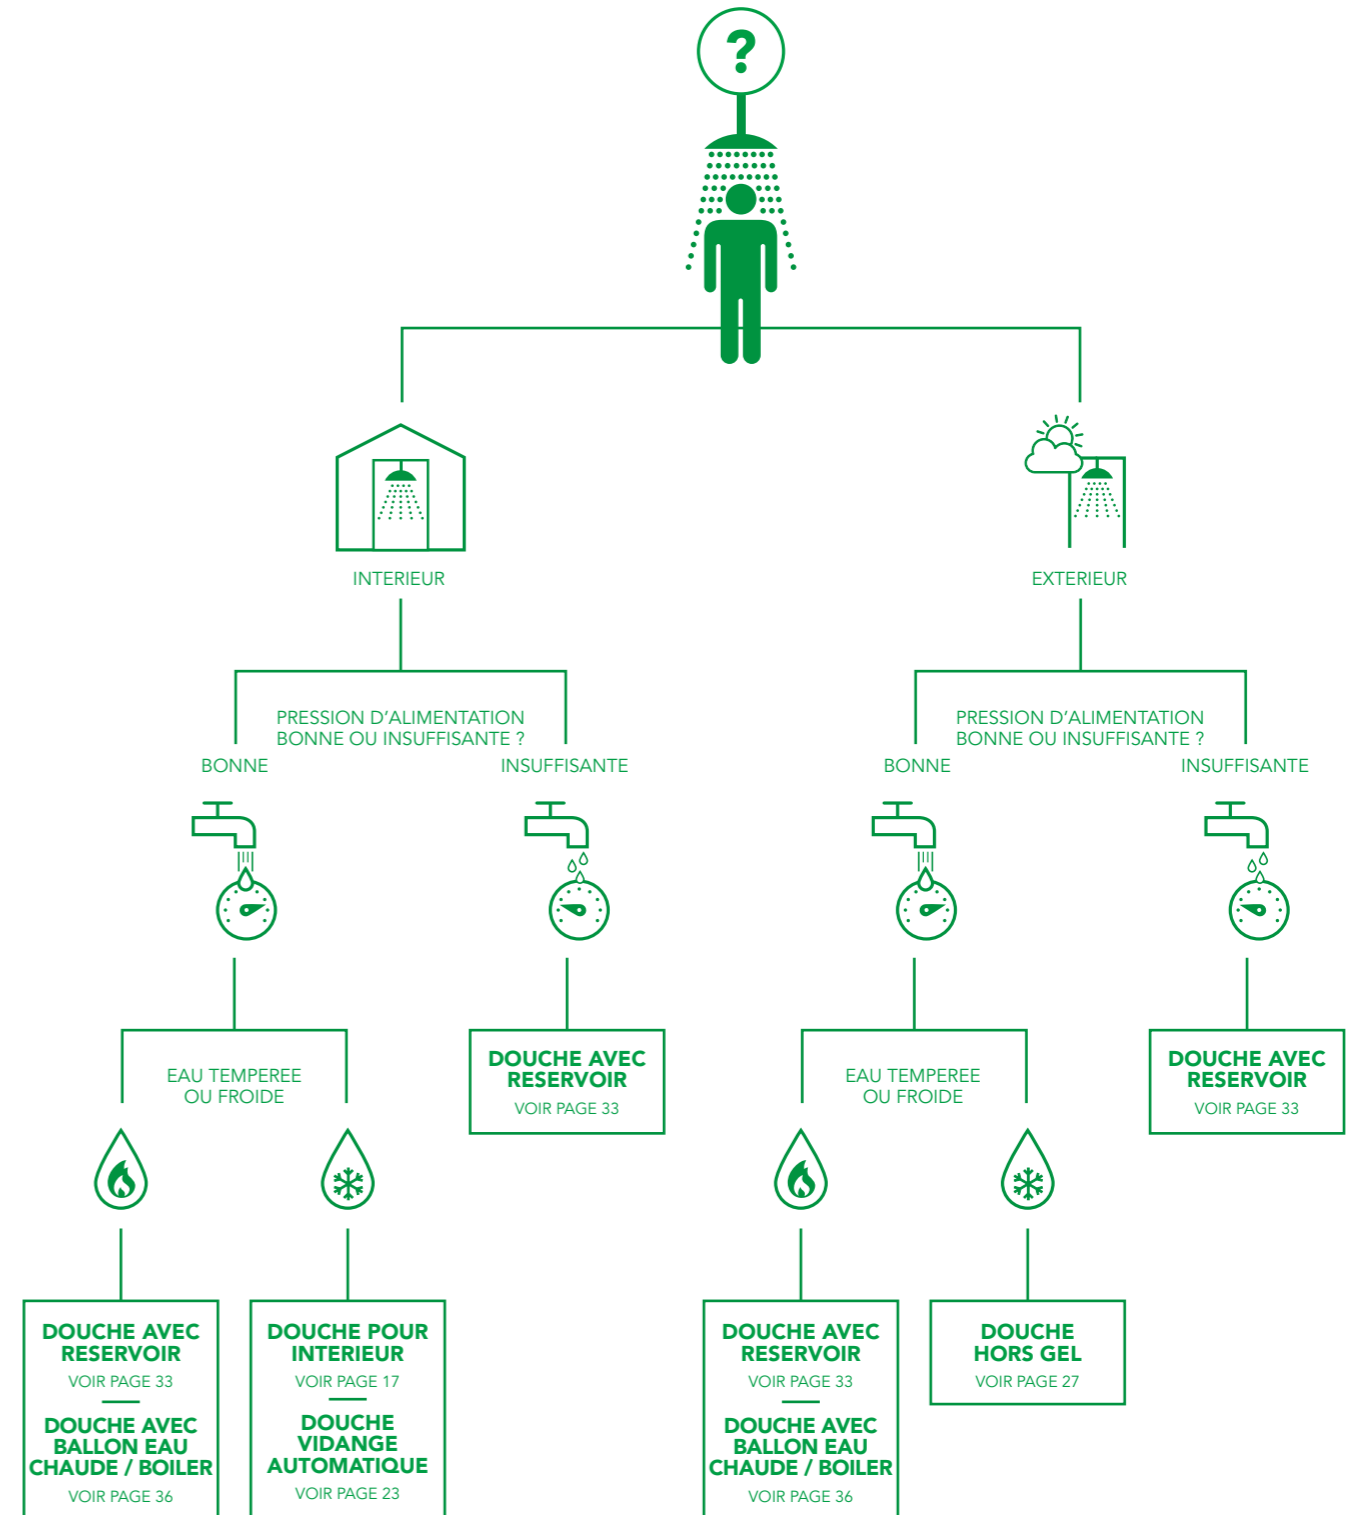 ?
INTERIEUR
EXTERIEUR
PRESSION D’ALIMENTATION
BONNE OU INSUFFISANTE ?
BONNE
INSUFFISANTE
PRESSION D’ALIMENTATION
BONNE OU INSUFFISANTE ?
BONNE
INSUFFISANTE
EAU TEMPEREE
OU FROIDE
DOUCHE AVEC
RESERVOIR
VOIR PAGE 33
EAU TEMPEREE
OU FROIDE
DOUCHE AVEC
RESERVOIR
VOIR PAGE 33
DOUCHE AVEC
RESERVOIR
VOIR PAGE 33
DOUCHE AVEC
BALLON EAU
CHAUDE / BOILER
VOIR PAGE 36
DOUCHE POUR
INTERIEUR
VOIR PAGE 17
DOUCHE
VIDANGE
AUTOMATIQUE
VOIR PAGE 23
DOUCHE AVEC
RESERVOIR
VOIR PAGE 33
DOUCHE AVEC
BALLON EAU
CHAUDE / BOILER
VOIR PAGE 36
DOUCHE
HORS GEL
VOIR PAGE 27